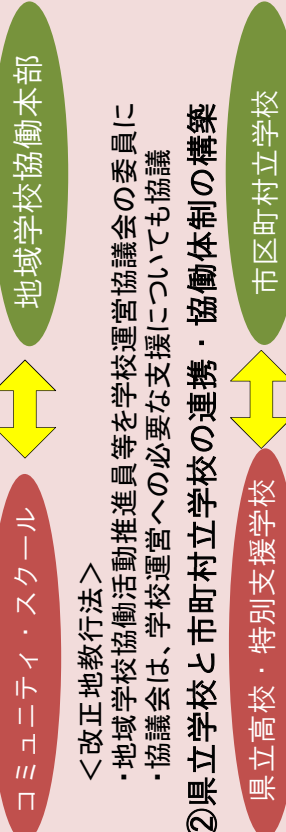 コミュニティ・スクール
地域学校協働本部
＜改正地教行法＞
・地域学校協働活動推進員等を学校運営協議会の委員に
・協議会は、学校運営への必要な支援についても協議
②県立学校と市町村立学校の連携・協働体制の構築
県立高校・特別支援学校
市区町村立学校